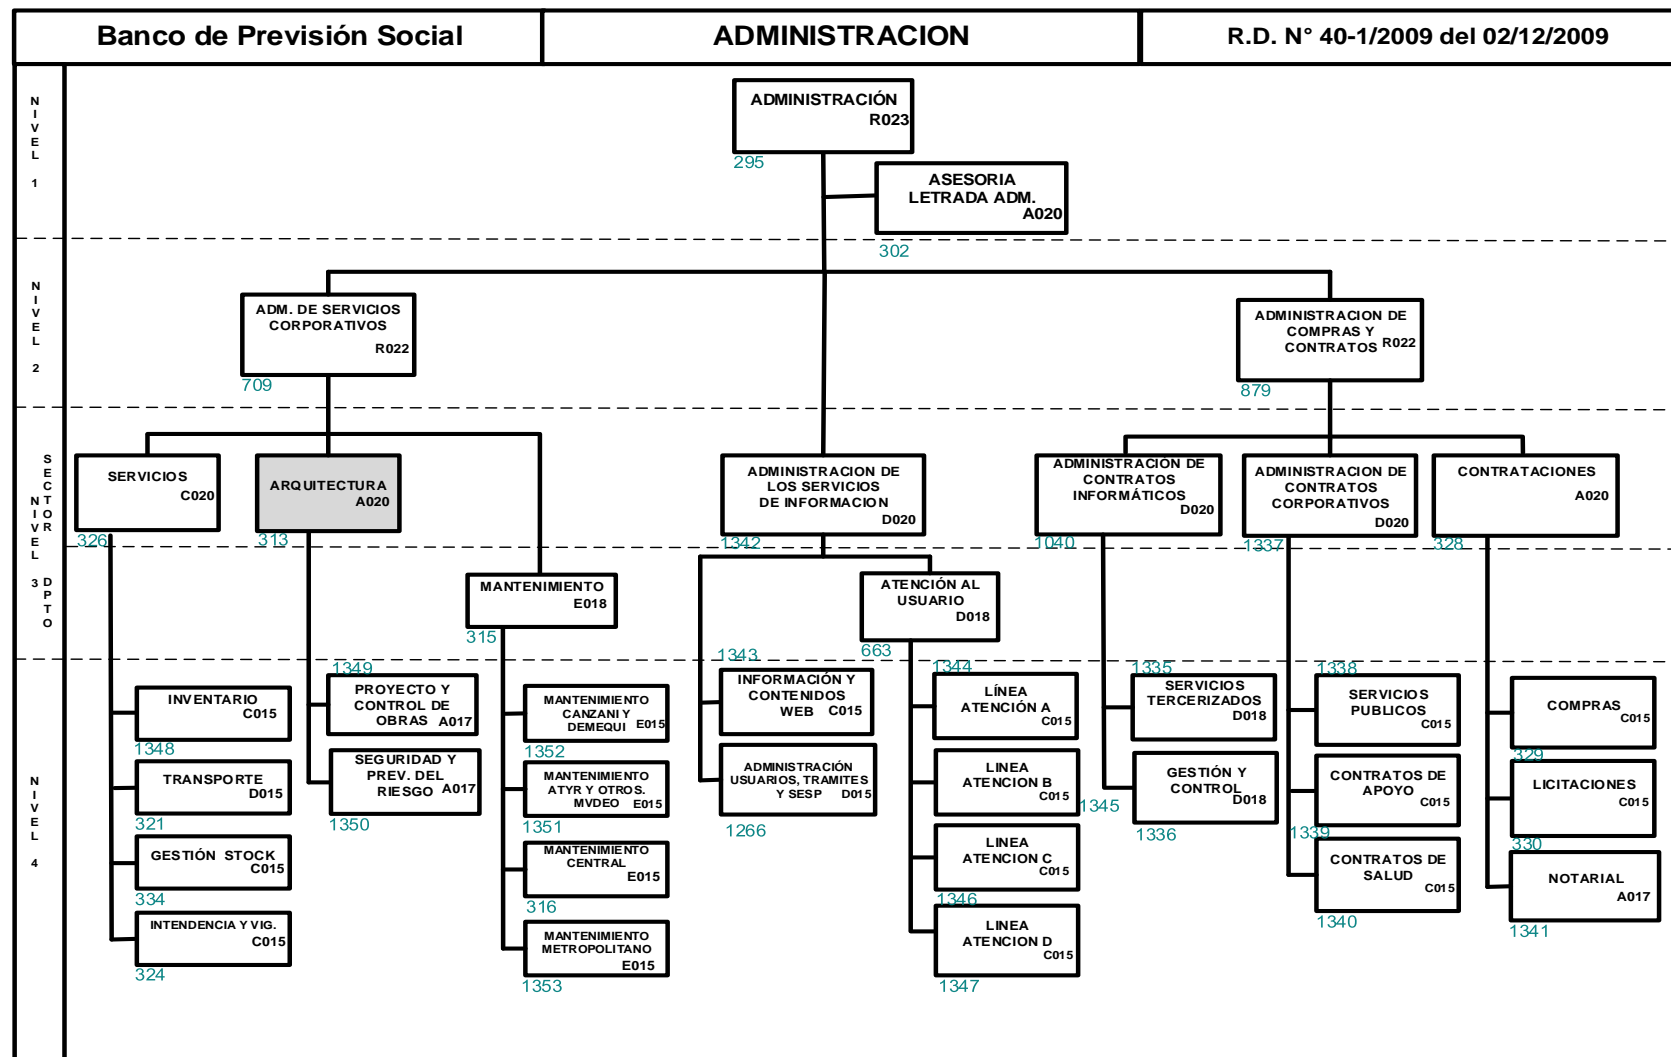 Banco de Previsión Social
ADMINISTRACION
R.D. N° 40-1/2009 del 02/12/2009
NIVEL 1
ADMINISTRACIÓN
R023
295
ASESORIA
LETRADA ADM.
A020
302
NIVEL 2
ADM. DE SERVICIOS
CORPORATIVOS
R022
709
ADMINISTRACION DE
COMPRAS Y
CONTRATOS R022
879
SECTOR
NIVEL 3
DPTO
SERVICIOS
C020
326
ARQUITECTURA
A020
313
MANTENIMIENTO
E018
315
ADMINISTRACION DE
LOS SERVICIOS
DE INFORMACION
D020
1342
ATENCIÓN AL
USUARIO
D018
663
ADMINISTRACIÓN DE
CONTRATOS
INFORMÁTICOS
D020
1040
ADMINISTRACION DE
CONTRATOS
CORPORATIVOS
D020
1337
CONTRATACIONES
A020
328
NIVEL 4
INVENTARIO
C015
1348
TRANSPORTE
D015
321
GESTIÓN STOCK
C015
334
INTENDENCIA Y VIG.
C015
324
1349
PROYECTO Y
CONTROL DE
OBRAS A017
SEGURIDAD Y
PREV. DEL
RIESGO A017
1350
MANTENIMIENTO
CANZANI Y
DEMEQUI E015
1352
MANTENIMIENTO
ATYR Y OTROS.
MVDEO E015
1351
MANTENIMIENTO
CENTRAL
E015
316
MANTENIMIENTO
METROPOLITANO
E015
1353
1343
INFORMACIÓN Y
CONTENIDOS
WEB C015
ADMINISTRACIÓN
USUARIOS, TRAMITES
Y SESP D015
1266
1344
LÍNEA
ATENCIÓN A
C015
LINEA
ATENCION B
C015
1345
LINEA
ATENCION C
C015
1346
LINEA
ATENCION D
C015
1347
1335
SERVICIOS
TERCERIZADOS
D018
GESTIÓN Y
CONTROL
D018
1336
1338
SERVICIOS
PUBLICOS
C015
CONTRATOS DE
APOYO
C015
1339
CONTRATOS DE
SALUD
C015
1340
COMPRAS
C015
329
LICITACIONES
C015
330
NOTARIAL
A017
1341